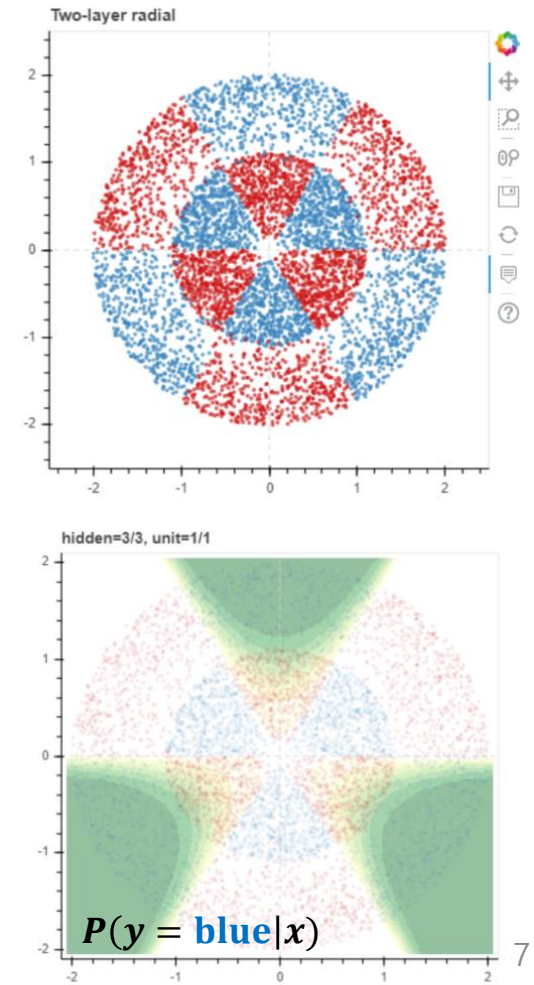 Two-layer radial
2
1
0
-1
-2
-2 -1 0 1 2
hidden=3/3, unit=1/1
2
1
0
-1
-2
P(y = blue|x)
-2 -1 0 1 2
7